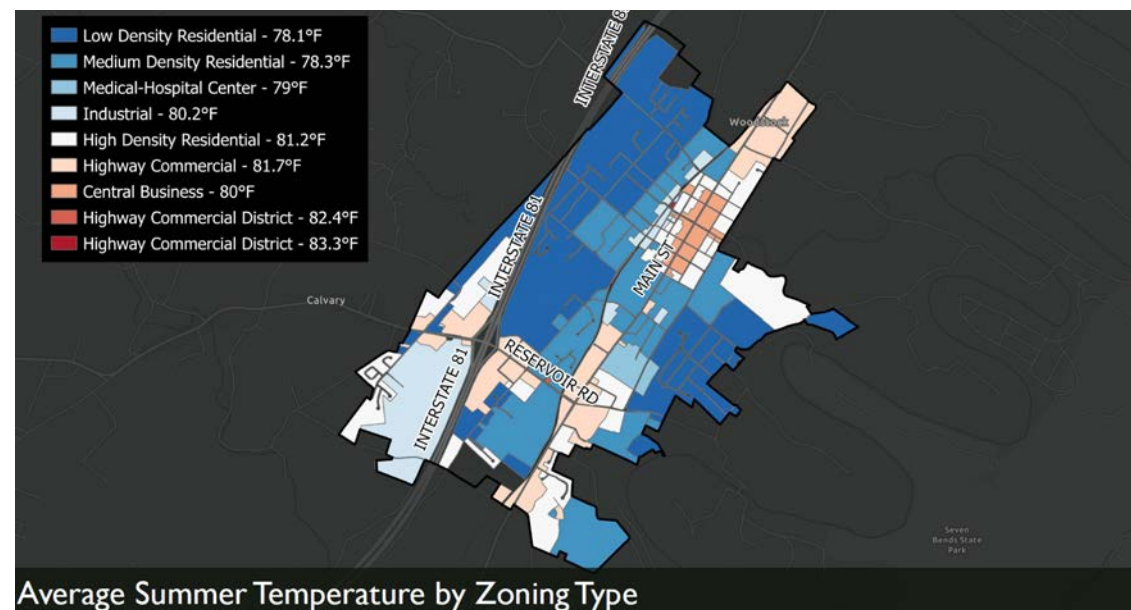 Low Density Residential - 78.1°F
Medium Density Residential - 78.3°F
Medical-Hospital Center - 79°F
Industrial - 80.2°F
High Density Residential - 81.2°F
Highway Commercial - 81.7°F
Central Business - 80°F
Highway Commercial District - 82.4°F
Highway Commercial District - 83.3°F
INTERSTATE 8
INTERSTATE 81
INTERSTATE 81
Woodstock
MAIN ST
Calvary
RESERVOIR RD
Seven
Bends State
Park
Average Summer Temperature by Zoning Type